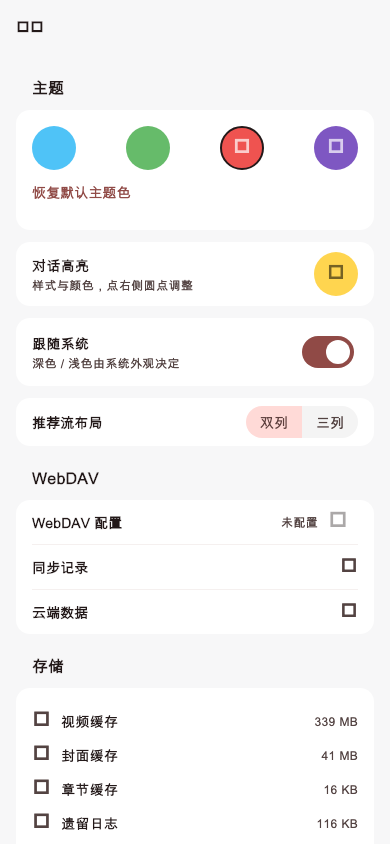 主题
恢复默认主题色
对话高亮
样式与颜色，点右侧圆点调整
跟随系统
深色 / 浅色由系统外观决定
推荐流布局
双列
三列
WebDAV
WebDAV 配置
未配置
同步记录
云端数据
存储
视频缓存
339 MB
封面缓存
41 MB
章节缓存
16 KB
遗留日志
116 KB